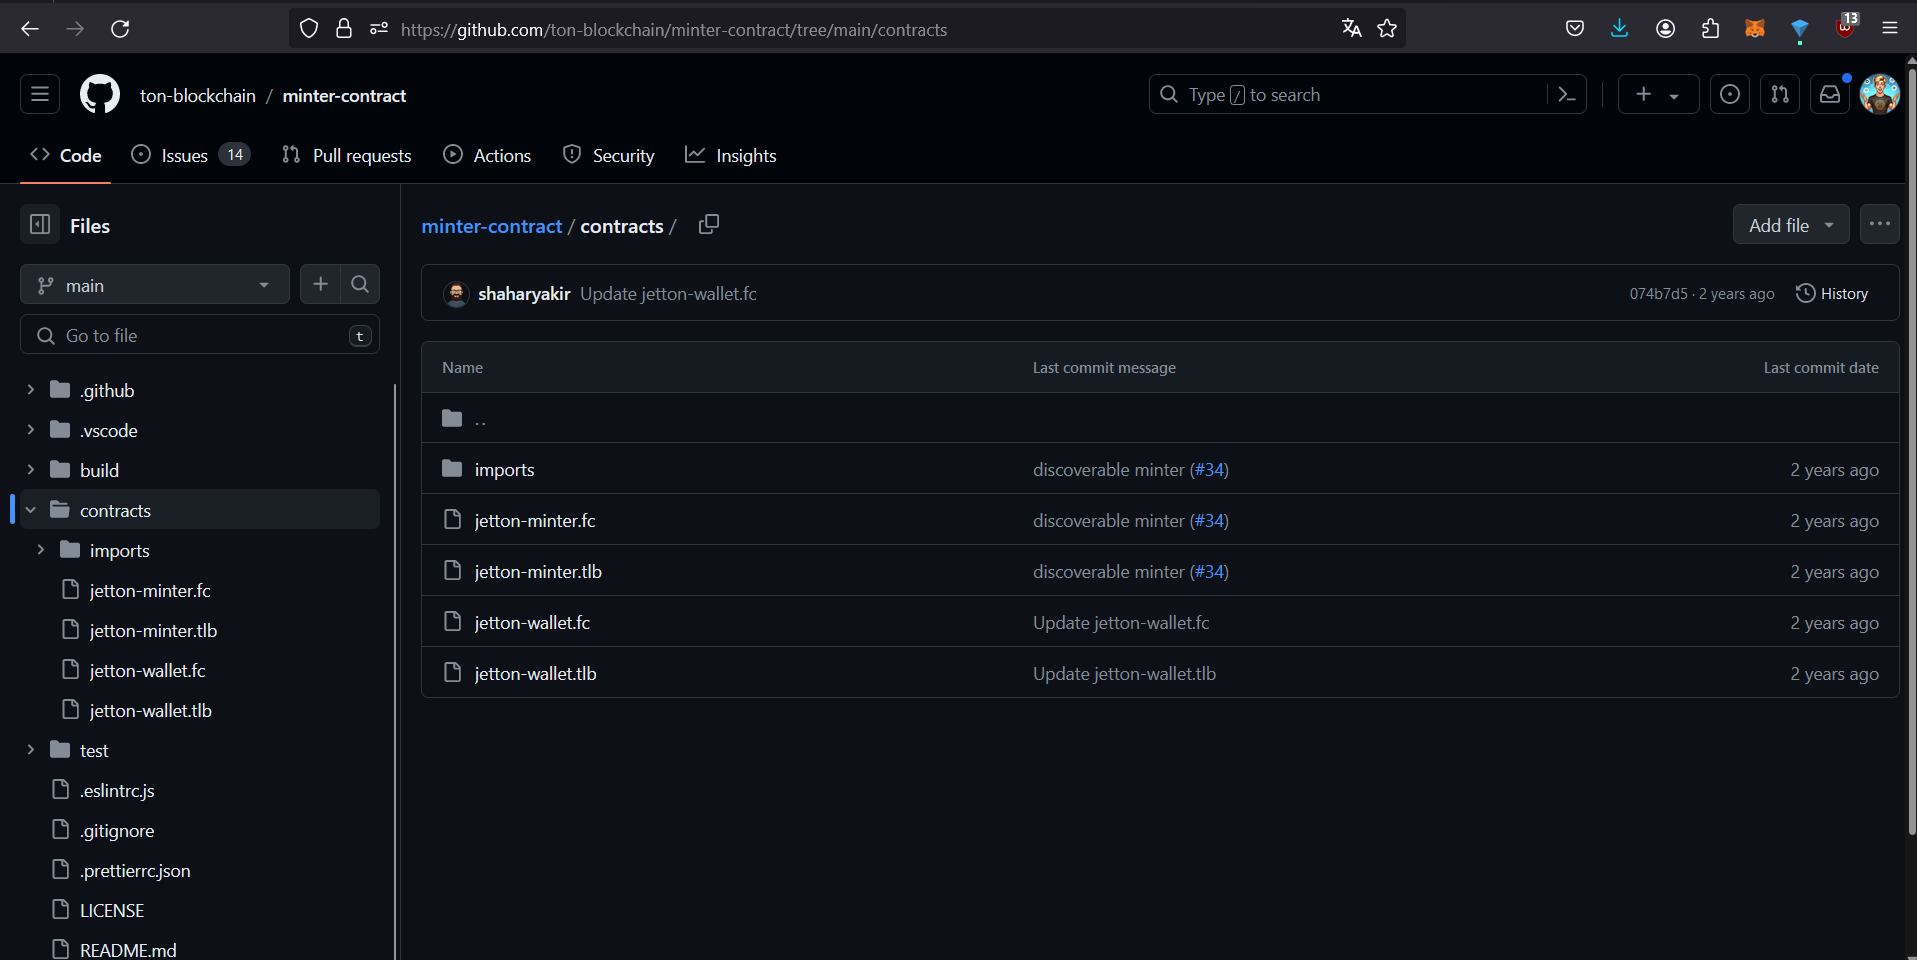 https://github.com/ton-blockchain/minter-contract/tree/main/contracts
13
ton-blockchain / minter-contract
Type / to search
Code
Issues 14
Pull requests
Actions
Security
Insights
Files
main
Go to file
t
.github
.vscode
build
contracts
imports
jetton-minter.fc
jetton-minter.tlb
jetton-wallet.fc
jetton-wallet.tlb
test
.eslintrc.js
.gitignore
.prettierrc.json
LICENSE
README.md
minter-contract / contracts /
Add file
shaharyakir Update jetton-wallet.fc
074b7d5 · 2 years ago
History
Name Last commit message Last commit date
..
imports discoverable minter (#34) 2 years ago
jetton-minter.fc discoverable minter (#34) 2 years ago
jetton-minter.tlb discoverable minter (#34) 2 years ago
jetton-wallet.fc Update jetton-wallet.fc 2 years ago
jetton-wallet.tlb Update jetton-wallet.tlb 2 years ago